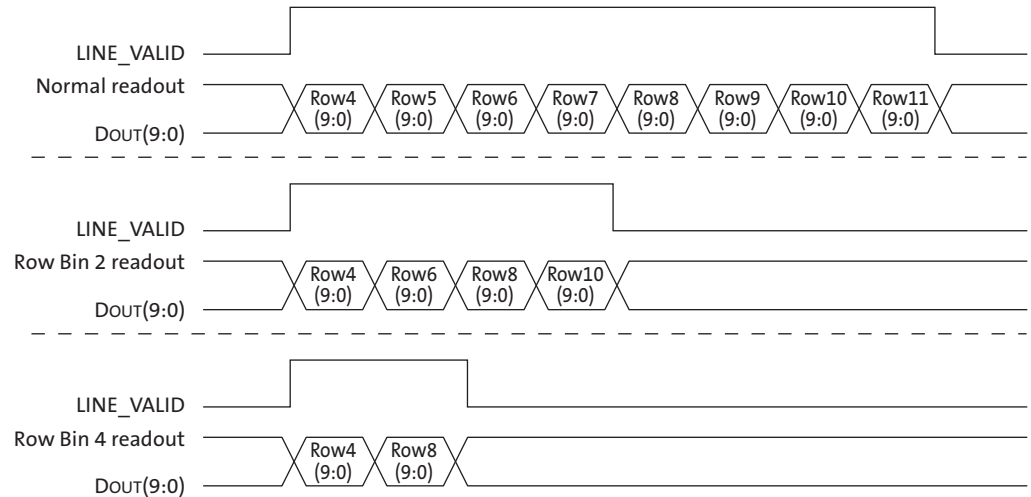 LINE_VALID
Normal readout
Row4 Row5 Row6 Row7 Row8 Row9 Row10 Row11
(9:0) (9:0) (9:0) (9:0) (9:0) (9:0) (9:0) (9:0)
DOUT(9:0)
LINE_VALID
Row Bin 2 readout
Row4 Row6 Row8 Row10
(9:0) (9:0) (9:0) (9:0)
DOUT(9:0)
LINE_VALID
Row Bin 4 readout
Row4 Row8
(9:0) (9:0)
DOUT(9:0)